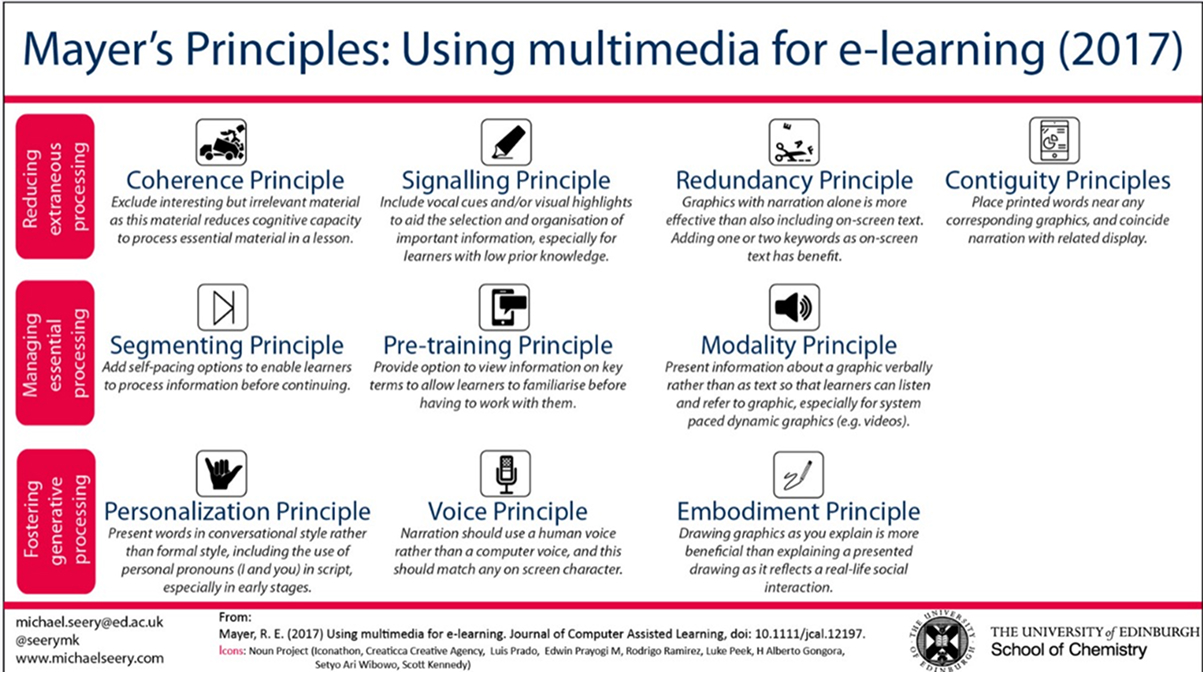 Mayer's Principles: Using multimedia for e-learning (2017)
Reducing
extraneous
processing
Coherence Principle
Exclude interesting but irrelevant material
as this material reduces cognitive capacity
to process essential material in a lesson.
Signalling Principle
Include vocal cues and/or visual highlights
to aid the selection and organisation of
important information, especially for
learners with low prior knowledge.
Redundancy Principle
Graphics with narration alone is more
effective than also including on-screen text.
Adding one or two keywords as on-screen
text has benefit.
Contiguity Principles
Place printed words near any
corresponding graphics, and coincide
narration with related display.
Managing
essential
processing
Segmenting Principle
Add self-pacing options to enable learners
to process information before continuing.
Pre-training Principle
Provide option to view information on key
terms to allow learners to familiarise before
having to work with them.
Modality Principle
Present information about a graphic verbally
rather than as text so that learners can listen
and refer to graphic, especially for system
paced dynamic graphics (e.g. videos).
Fostering
generative
processing
Personalization Principle
Present words in conversational style rather
than formal style, including the use of
personal pronouns (I and you) in script,
especially in early stages.
Voice Principle
Narration should use a human voice
rather than a computer voice, and this
should match any on screen character.
Embodiment Principle
Drawing graphics as you explain is more
beneficial than explaining a presented
drawing as it reflects a real-life social
interaction.
michael.seery@ed.ac.uk
@seerymk
www.michaelseery.com
From:
Mayer, R. E. (2017) Using multimedia for e-learning. Journal of Computer Assisted Learning, doi: 10.1111/jcal.12197.
Icons: Noun Project (Iconathon, Creaticca Creative Agency, Luis Prado, Edwin Prayogi M, Rodrigo Ramirez, Luke Peek, H Alberto Gongora,
Setyo Ari Wibowo, Scott Kennedy)
THE UNIVERSITY of EDINBURGH
THE UNIVERSITY of EDINBURGH
School of Chemistry